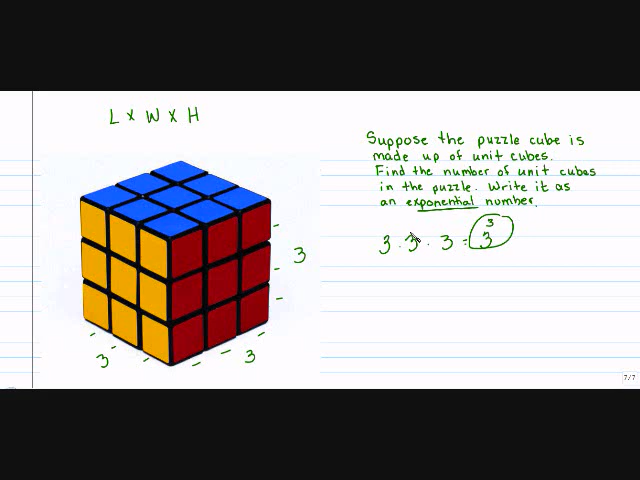 L x W x H
Suppose the puzzle cube is
made up of unit cubes.
Find the number of unit cubes
in the puzzle. Write it as
an exponential number.
3 · 3 · 3 = 3³
3
3
3
7/7